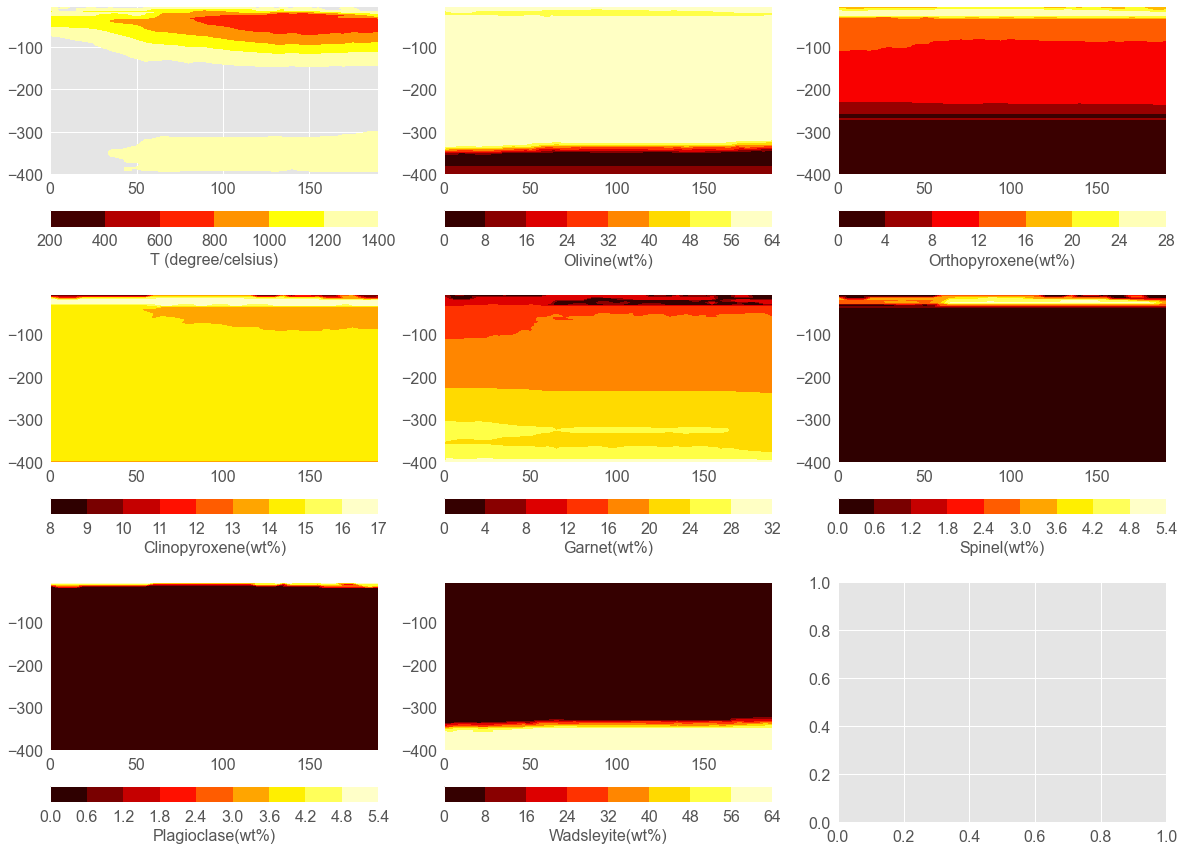 −100
−200
−300
−400
0 50 100 150
200 400 600 800 1000 1200 1400
T (degree/celsius)
−100
−200
−300
−400
0 50 100 150
0 8 16 24 32 40 48 56 64
Olivine(wt%)
−100
−200
−300
−400
0 50 100 150
0 4 8 12 16 20 24 28
Orthopyroxene(wt%)
−100
−200
−300
−400
0 50 100 150
8 9 10 11 12 13 14 15 16 17
Clinopyroxene(wt%)
−100
−200
−300
−400
0 50 100 150
0 4 8 12 16 20 24 28 32
Garnet(wt%)
−100
−200
−300
−400
0 50 100 150
0.0 0.6 1.2 1.8 2.4 3.0 3.6 4.2 4.8 5.4
Spinel(wt%)
−100
−200
−300
−400
0 50 100 150
0.0 0.6 1.2 1.8 2.4 3.0 3.6 4.2 4.8 5.4
Plagioclase(wt%)
−100
−200
−300
−400
0 50 100 150
0 8 16 24 32 40 48 56 64
Wadsleyite(wt%)
1.0
0.8
0.6
0.4
0.2
0.0
0.0 0.2 0.4 0.6 0.8 1.0